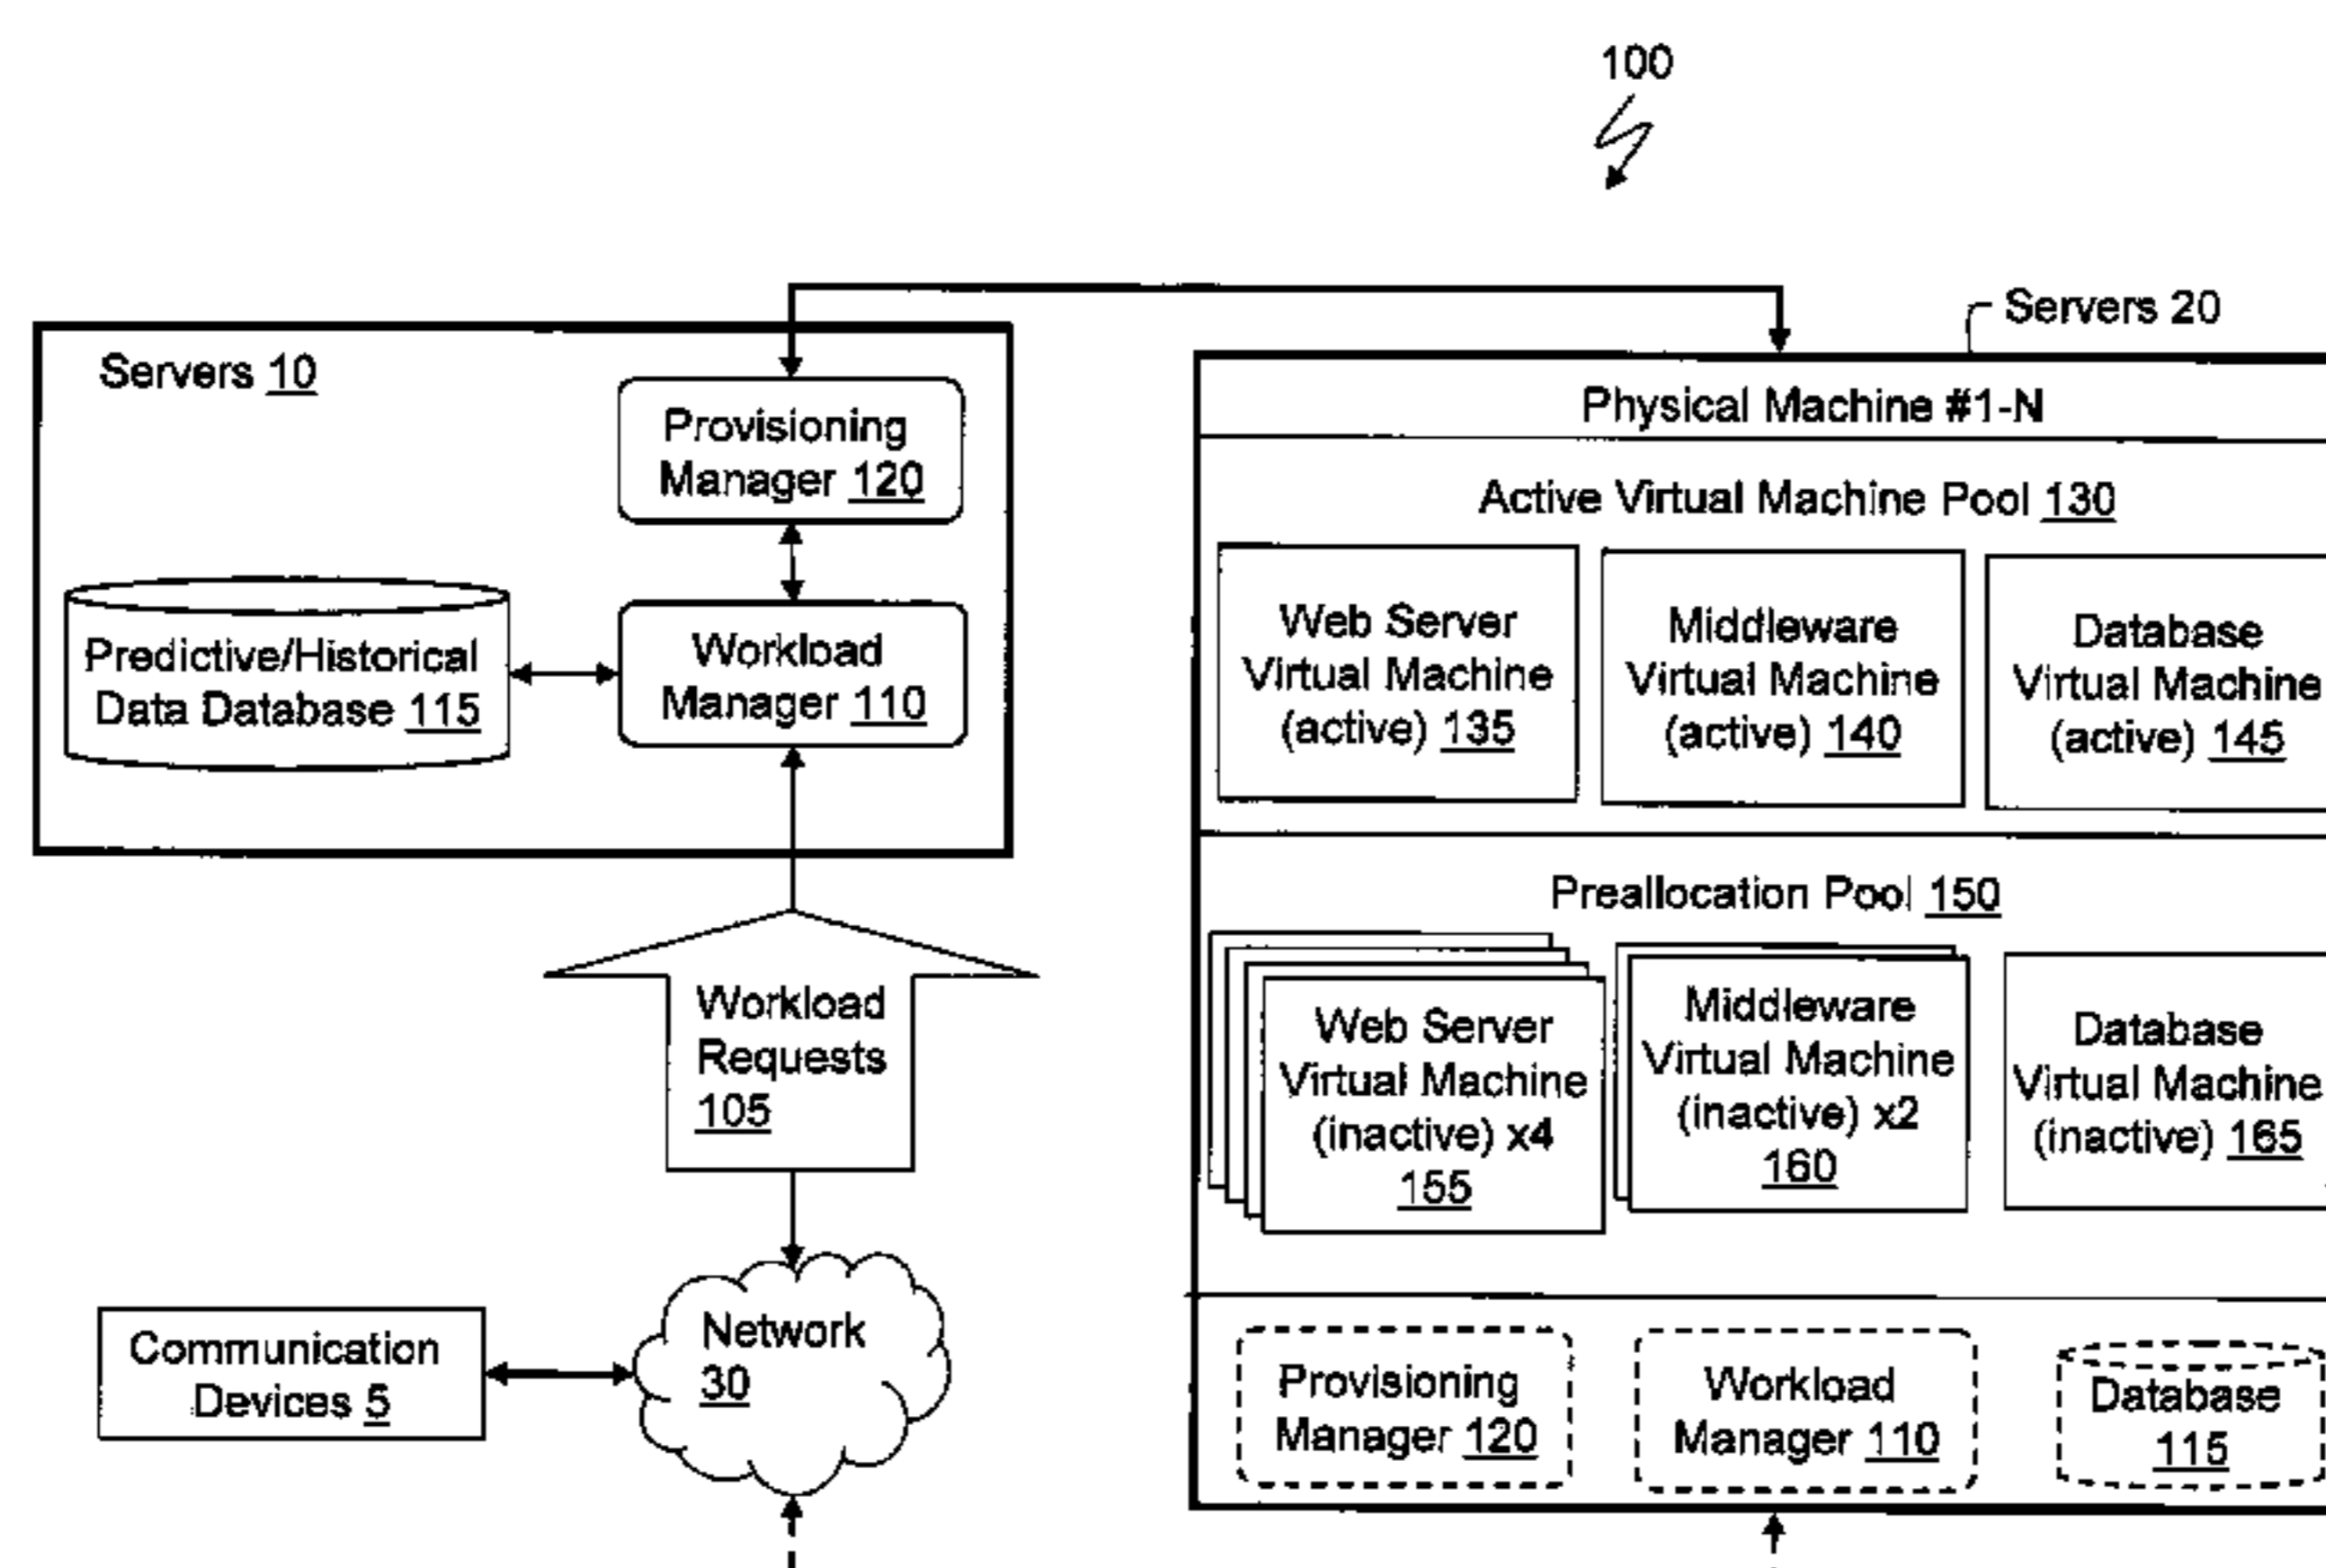 100
Servers 10
Provisioning
Manager 120
Predictive/Historical
Data Database 115
Workload
Manager 110
Workload
Requests
105
Communication
Devices 5
Network
30
Servers 20
Physical Machine #1-N
Active Virtual Machine Pool 130
Web Server
Virtual Machine
(active) 135
Middleware
Virtual Machine
(active) 140
Database
Virtual Machine
(active) 145
Preallocation Pool 150
Web Server
Virtual Machine
(inactive) x4
155
Middleware
Virtual Machine
(inactive) x2
160
Database
Virtual Machine
(inactive) 165
Provisioning
Manager 120
Workload
Manager 110
Database
115